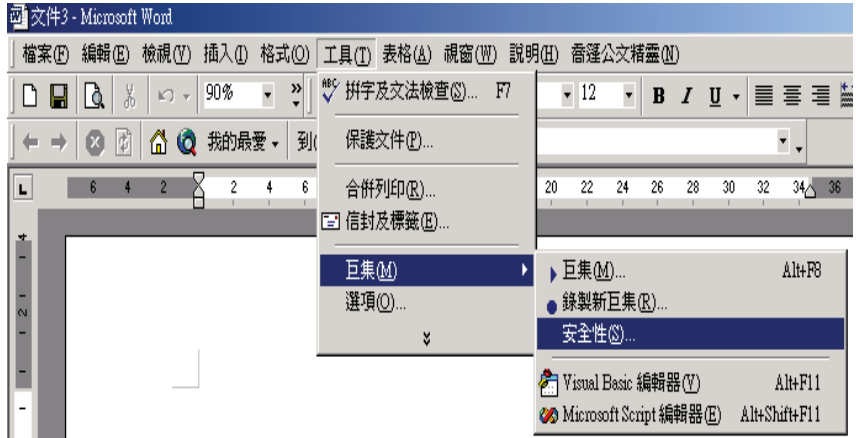 文件3 - Microsoft Word
檔案(F) 編輯(E) 檢視(V) 插入(I) 格式(O) 工具(T) 表格(A) 視窗(W) 說明(H) 喬蓬公文精靈(N)
90% 12 B I U
我的最愛 到
6 4 2 2 4 6 20 22 24 26 28 30 32 34 36
4
2
拼字及文法檢查(S)... F7
保護文件(P)...
合併列印(R)...
信封及標籤(E)...
巨集(M)
選項(O)...
巨集(M)... Alt+F8
錄製新巨集(R)...
安全性(S)...
Visual Basic 編輯器(V) Alt+F11
Microsoft Script 編輯器(E) Alt+Shift+F11